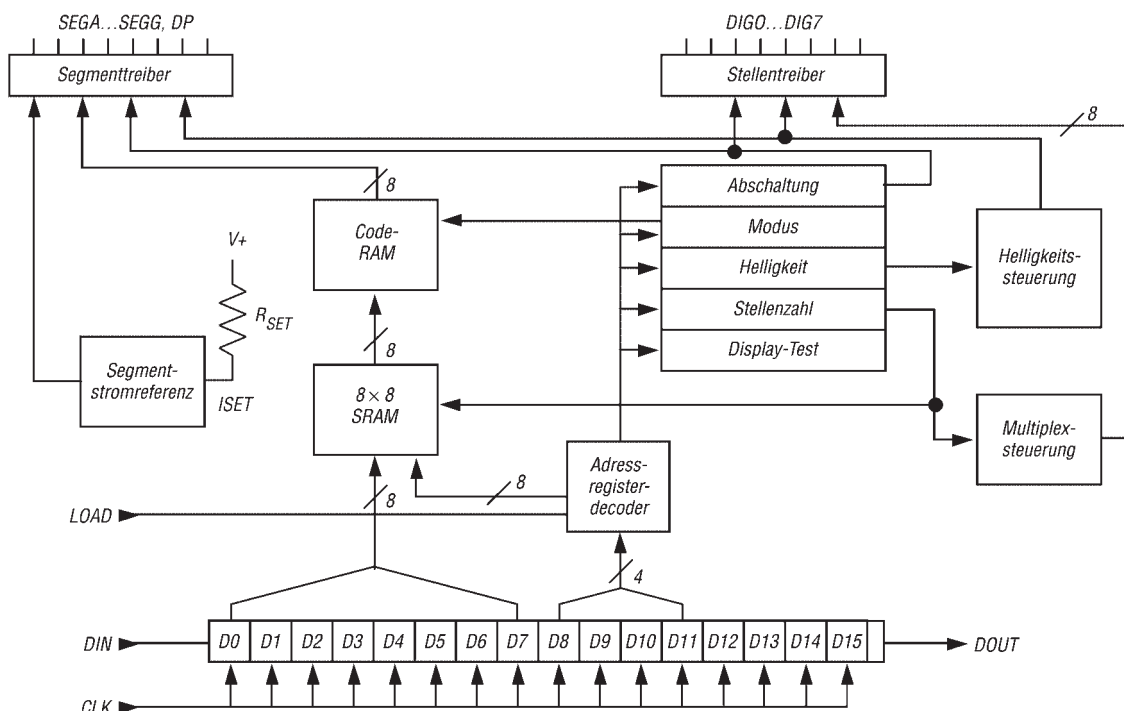 SEGA...SEGG, DP
DIG0...DIG7
Segmenttreiber
Stellentreiber
8
8
Abschaltung
Modus
Helligkeit
Stellenzahl
Display-Test
Code-
RAM
Helligkeits-
steuerung
V+
RSET
8
Segment-
stromreferenz
ISET
8 × 8
SRAM
Multiplex-
steuerung
Adress-
register-
decoder
8
8
LOAD
4
DIN
D0 D1 D2 D3 D4 D5 D6 D7 D8 D9 D10 D11 D12 D13 D14 D15
DOUT
CLK